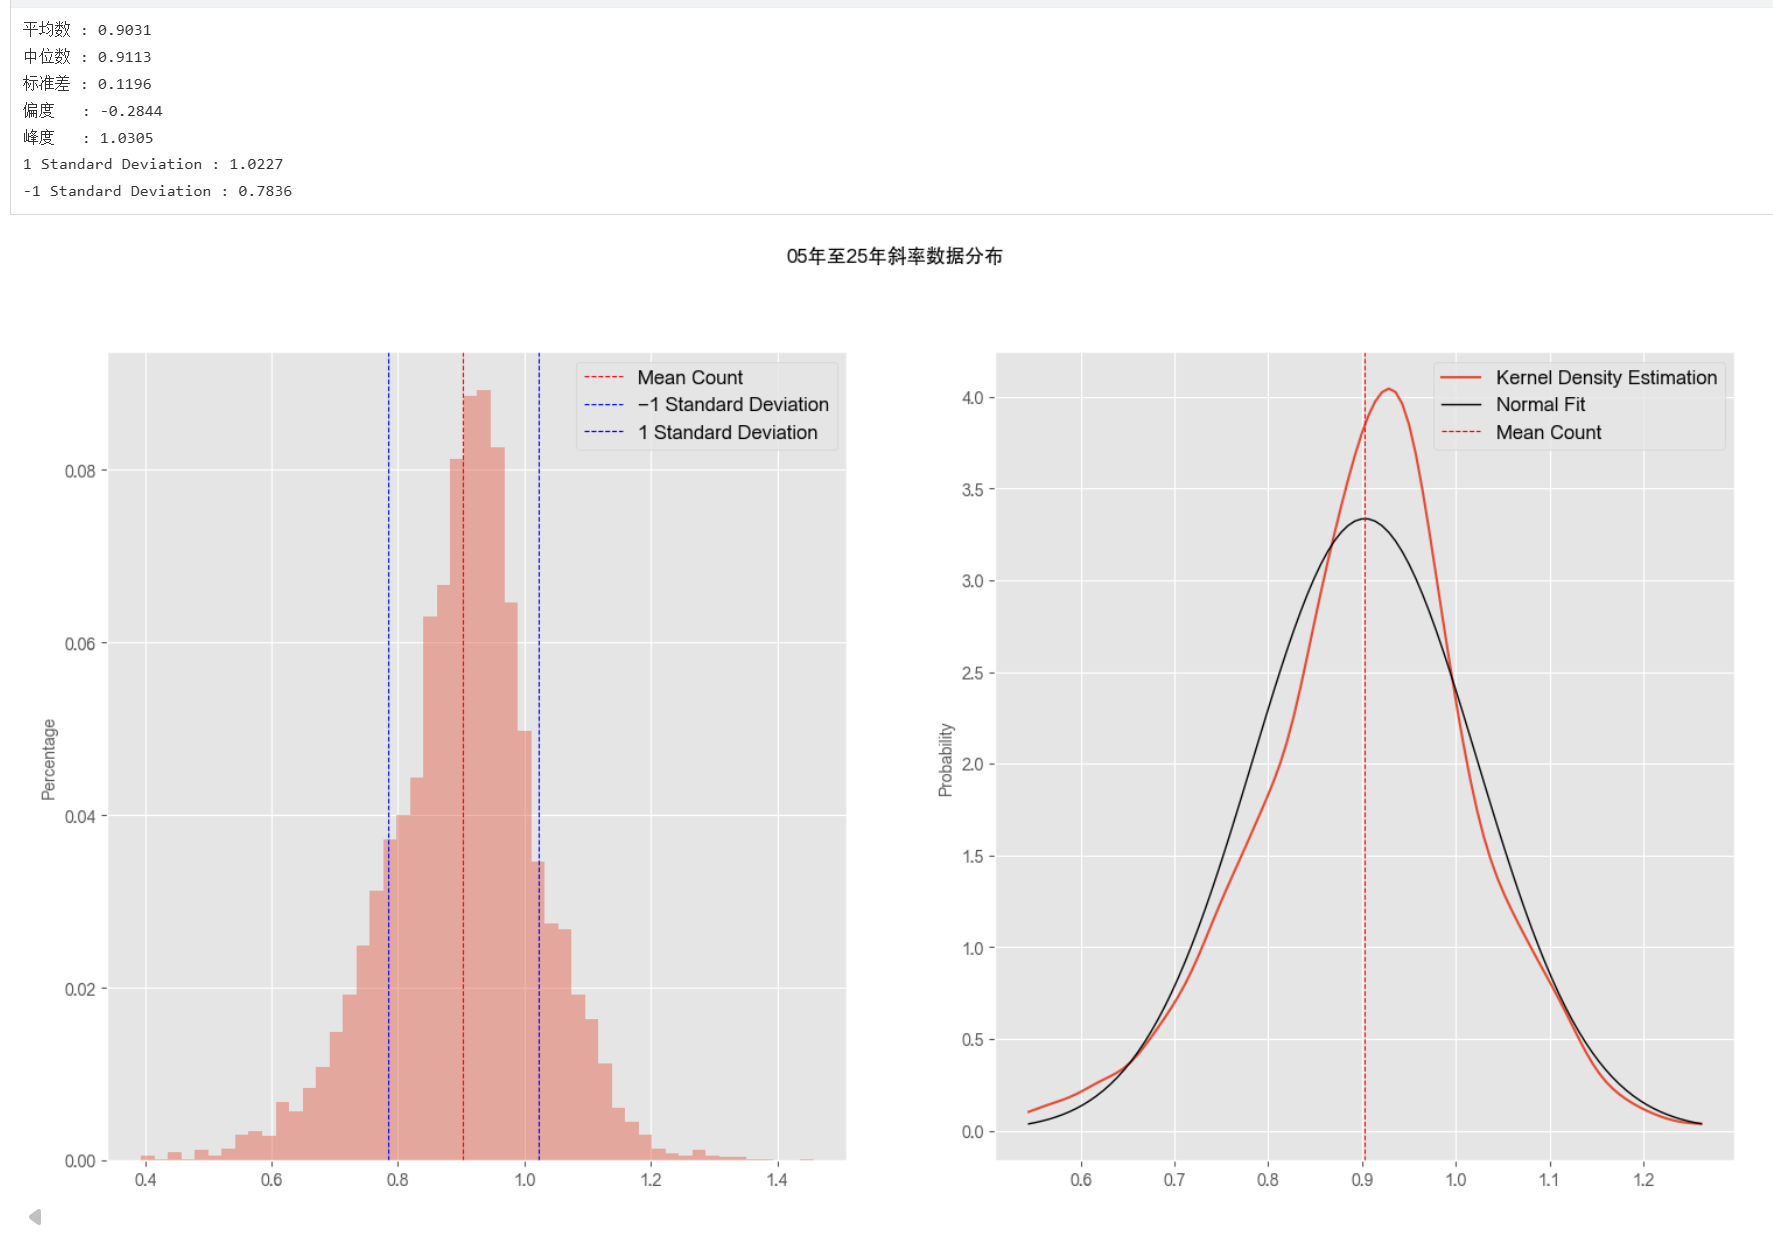 平均数 : 0.9031
中位数 : 0.9113
标准差 : 0.1196
偏度   : -0.2844
峰度   : 1.0305
1 Standard Deviation : 1.0227
-1 Standard Deviation : 0.7836
05年至25年斜率数据分布
Mean Count
−1 Standard Deviation
1 Standard Deviation
Percentage
0.08
0.06
0.04
0.02
0.00
0.4 0.6 0.8 1.0 1.2 1.4
Kernel Density Estimation
Normal Fit
Mean Count
Probability
4.0
3.5
3.0
2.5
2.0
1.5
1.0
0.5
0.0
0.6 0.7 0.8 0.9 1.0 1.1 1.2